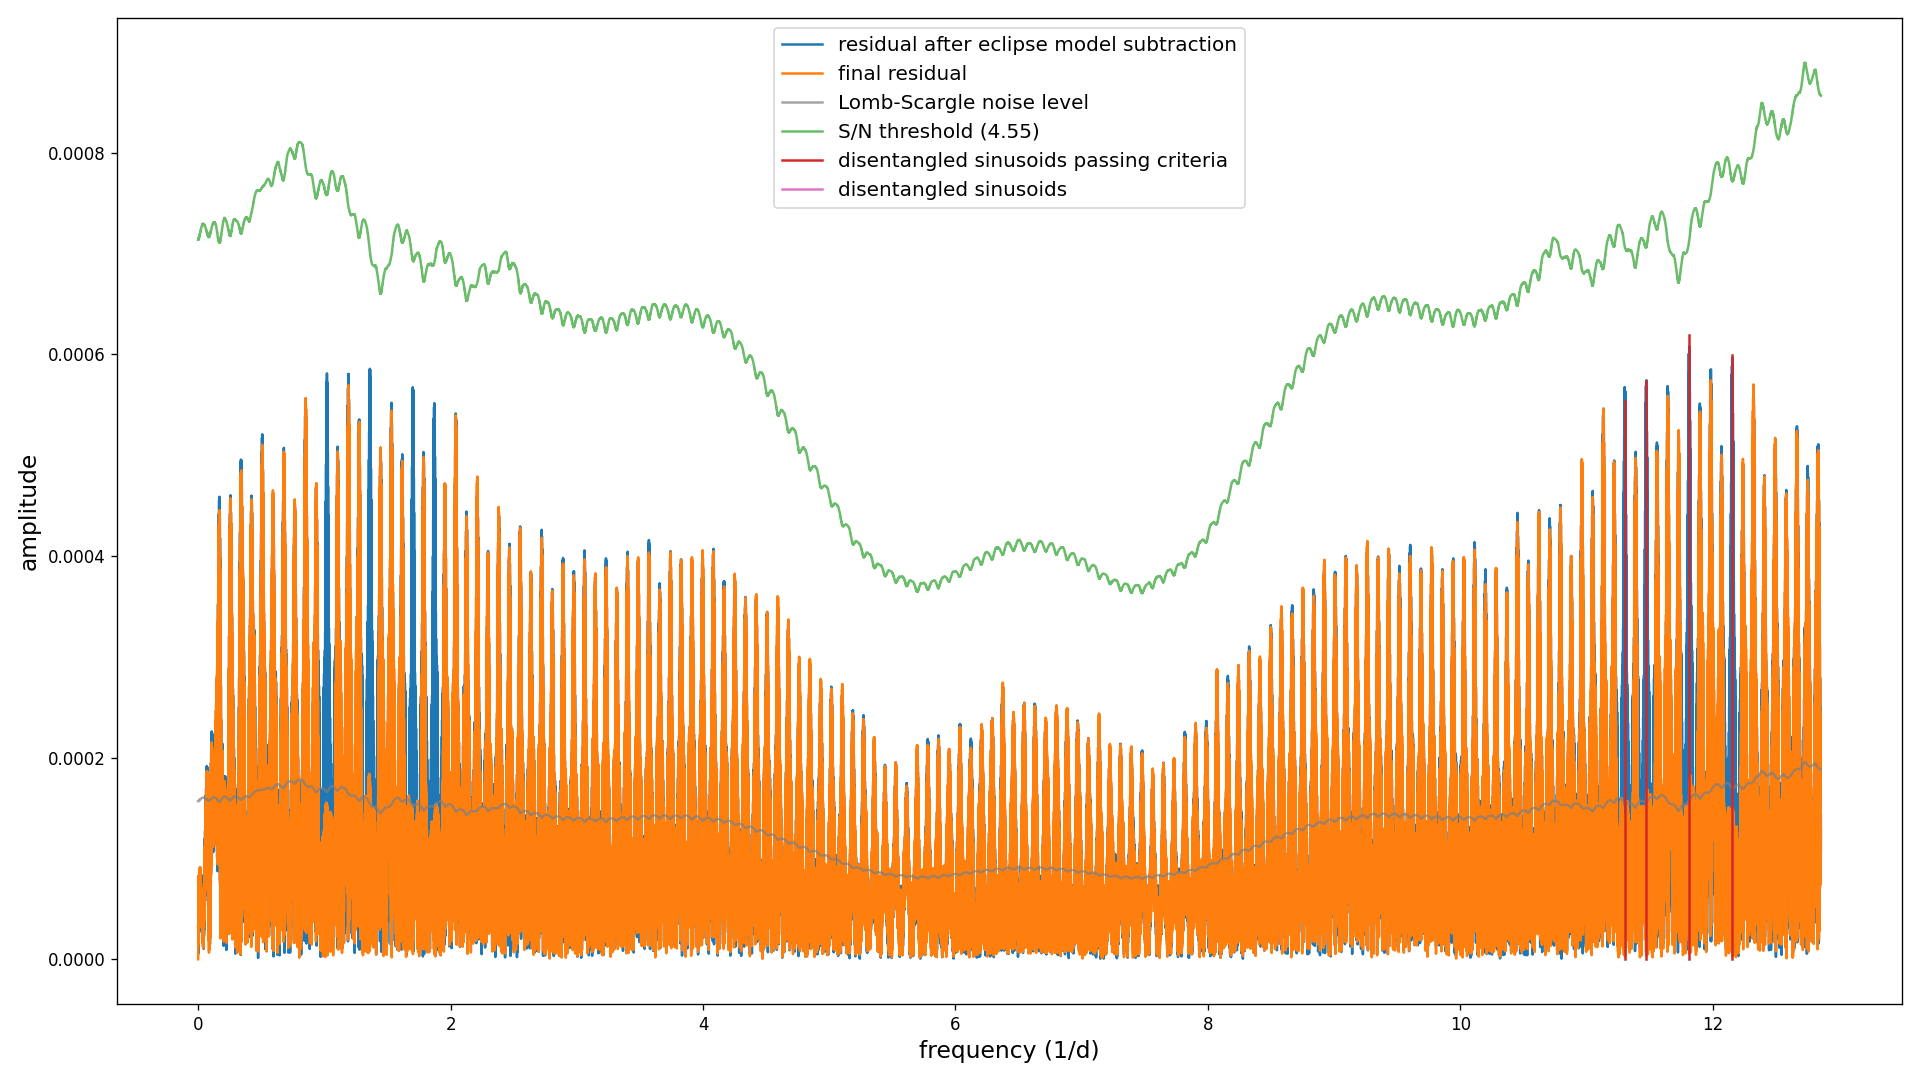 residual after eclipse model subtraction
final residual
Lomb-Scargle noise level
S/N threshold (4.55)
disentangled sinusoids passing criteria
disentangled sinusoids
amplitude
0.0008
0.0006
0.0004
0.0002
0.0000
0 2 4 6 8 10 12
frequency (1/d)